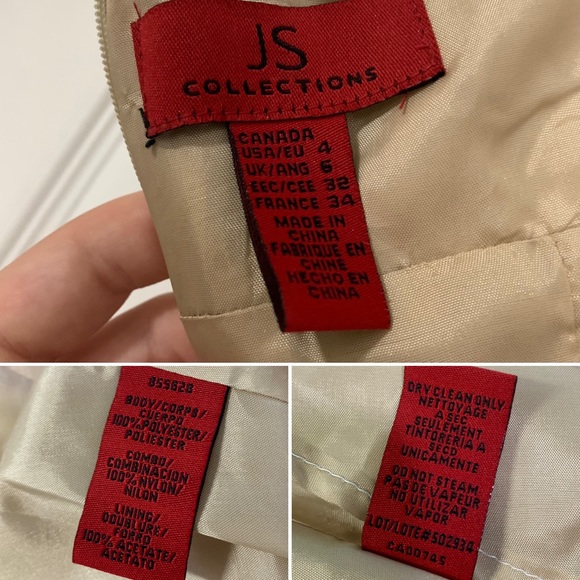 JS
COLLECTIONS
CANADA
USA/EU 4
UK/ANG 6
EEC/CEE 32
FRANCE 34
MADE IN
CHINA
FABRIQUE EN
CHINE
HECHO EN
CHINA
855628
BODY/CORPS/
CUERPO
100% POLYESTER/
POLIESTER
COMBO/
COMBINACION
100% NYLON/
NILON
LINING/
DOUBLURE/
FORRO
100% ACETATE/
ACETATO
DRY CLEAN ONLY
NETTOYAGE
A SEC
SEULEMENT
TINTORERIA A
SECO
UNICAMENTE
DO NOT STEAM
PAS DE VAPEUR
NO UTILIZAR
VAPOR
LOT/LOTE#502934
CA00745